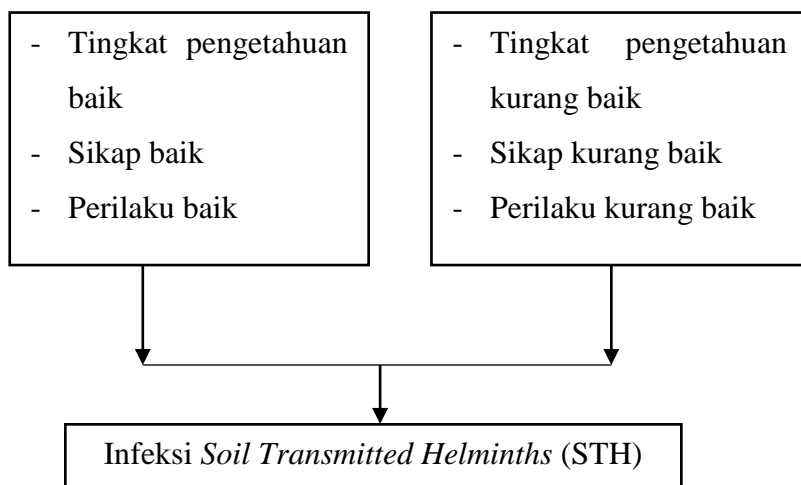 - Tingkat pengetahuan
baik
- Sikap baik
- Perilaku baik
- Tingkat pengetahuan
kurang baik
- Sikap kurang baik
- Perilaku kurang baik
Infeksi Soil Transmitted Helminths (STH)